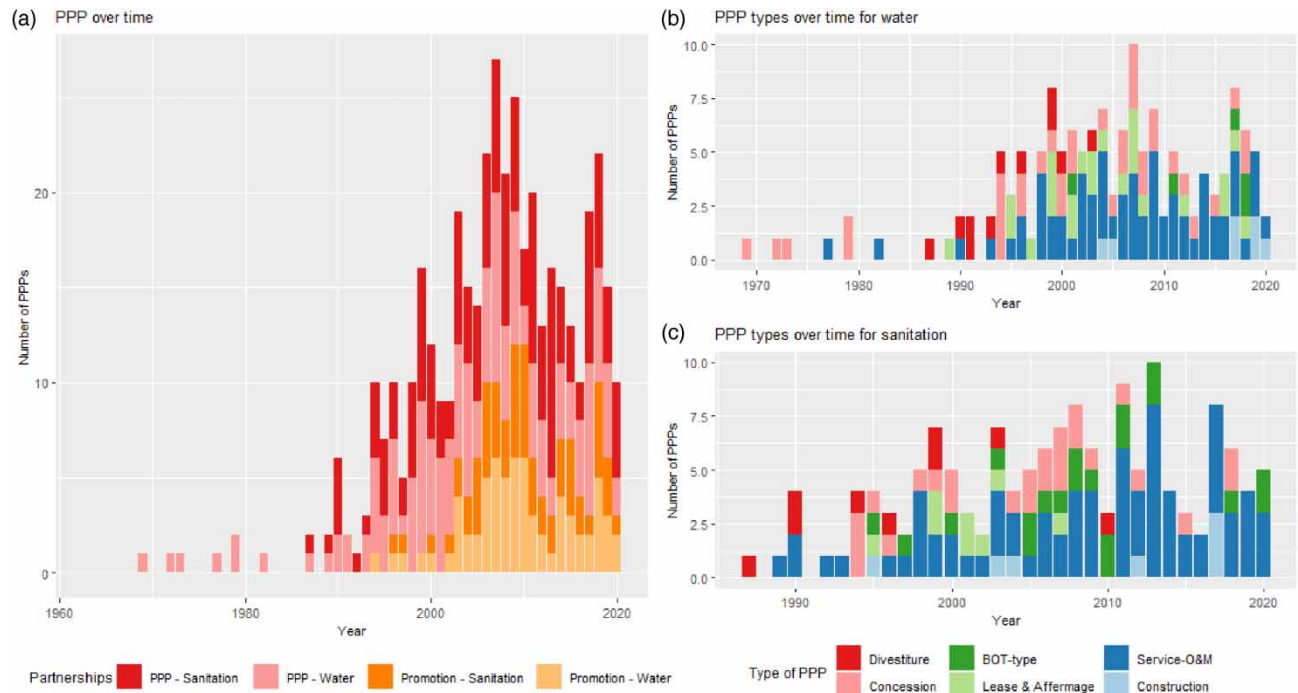 (a)
PPP over time
Number of PPPs
20
10
0
1960
1980
2000
2020
Year
Partnerships
PPP - Sanitation
PPP - Water
Promotion - Sanitation
Promotion - Water
(b)
PPP types over time for water
Number of PPPs
10.0
7.5
5.0
2.5
0.0
1970
1980
1990
2000
2010
2020
Year
(c)
PPP types over time for sanitation
Number of PPPs
10.0
7.5
5.0
2.5
0.0
1990
2000
2010
2020
Year
Type of PPP
Divestiture
BOT-type
Service-O&M
Concession
Lease & Affermage
Construction